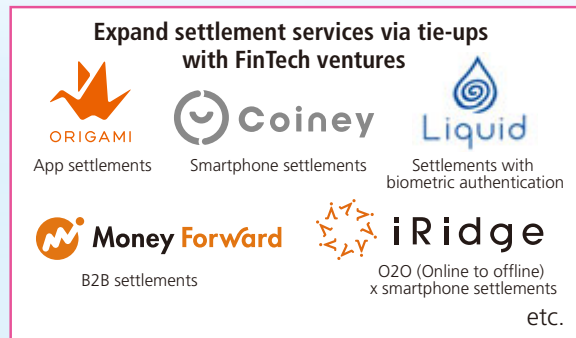 Expand settlement services via tie-ups
with FinTech ventures
ORIGAMI
App settlements
Coiney
Smartphone settlements
Liquid
Settlements with
biometric authentication
Money Forward
B2B settlements
iRidge
O2O (Online to offline)
x smartphone settlements
etc.